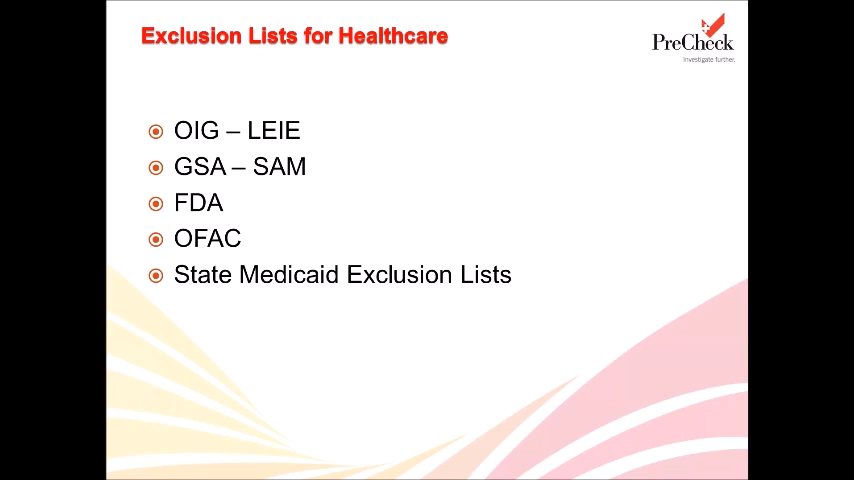 Exclusion Lists for Healthcare
PreCheck
Investigate further.
OIG – LEIE
GSA – SAM
FDA
OFAC
State Medicaid Exclusion Lists